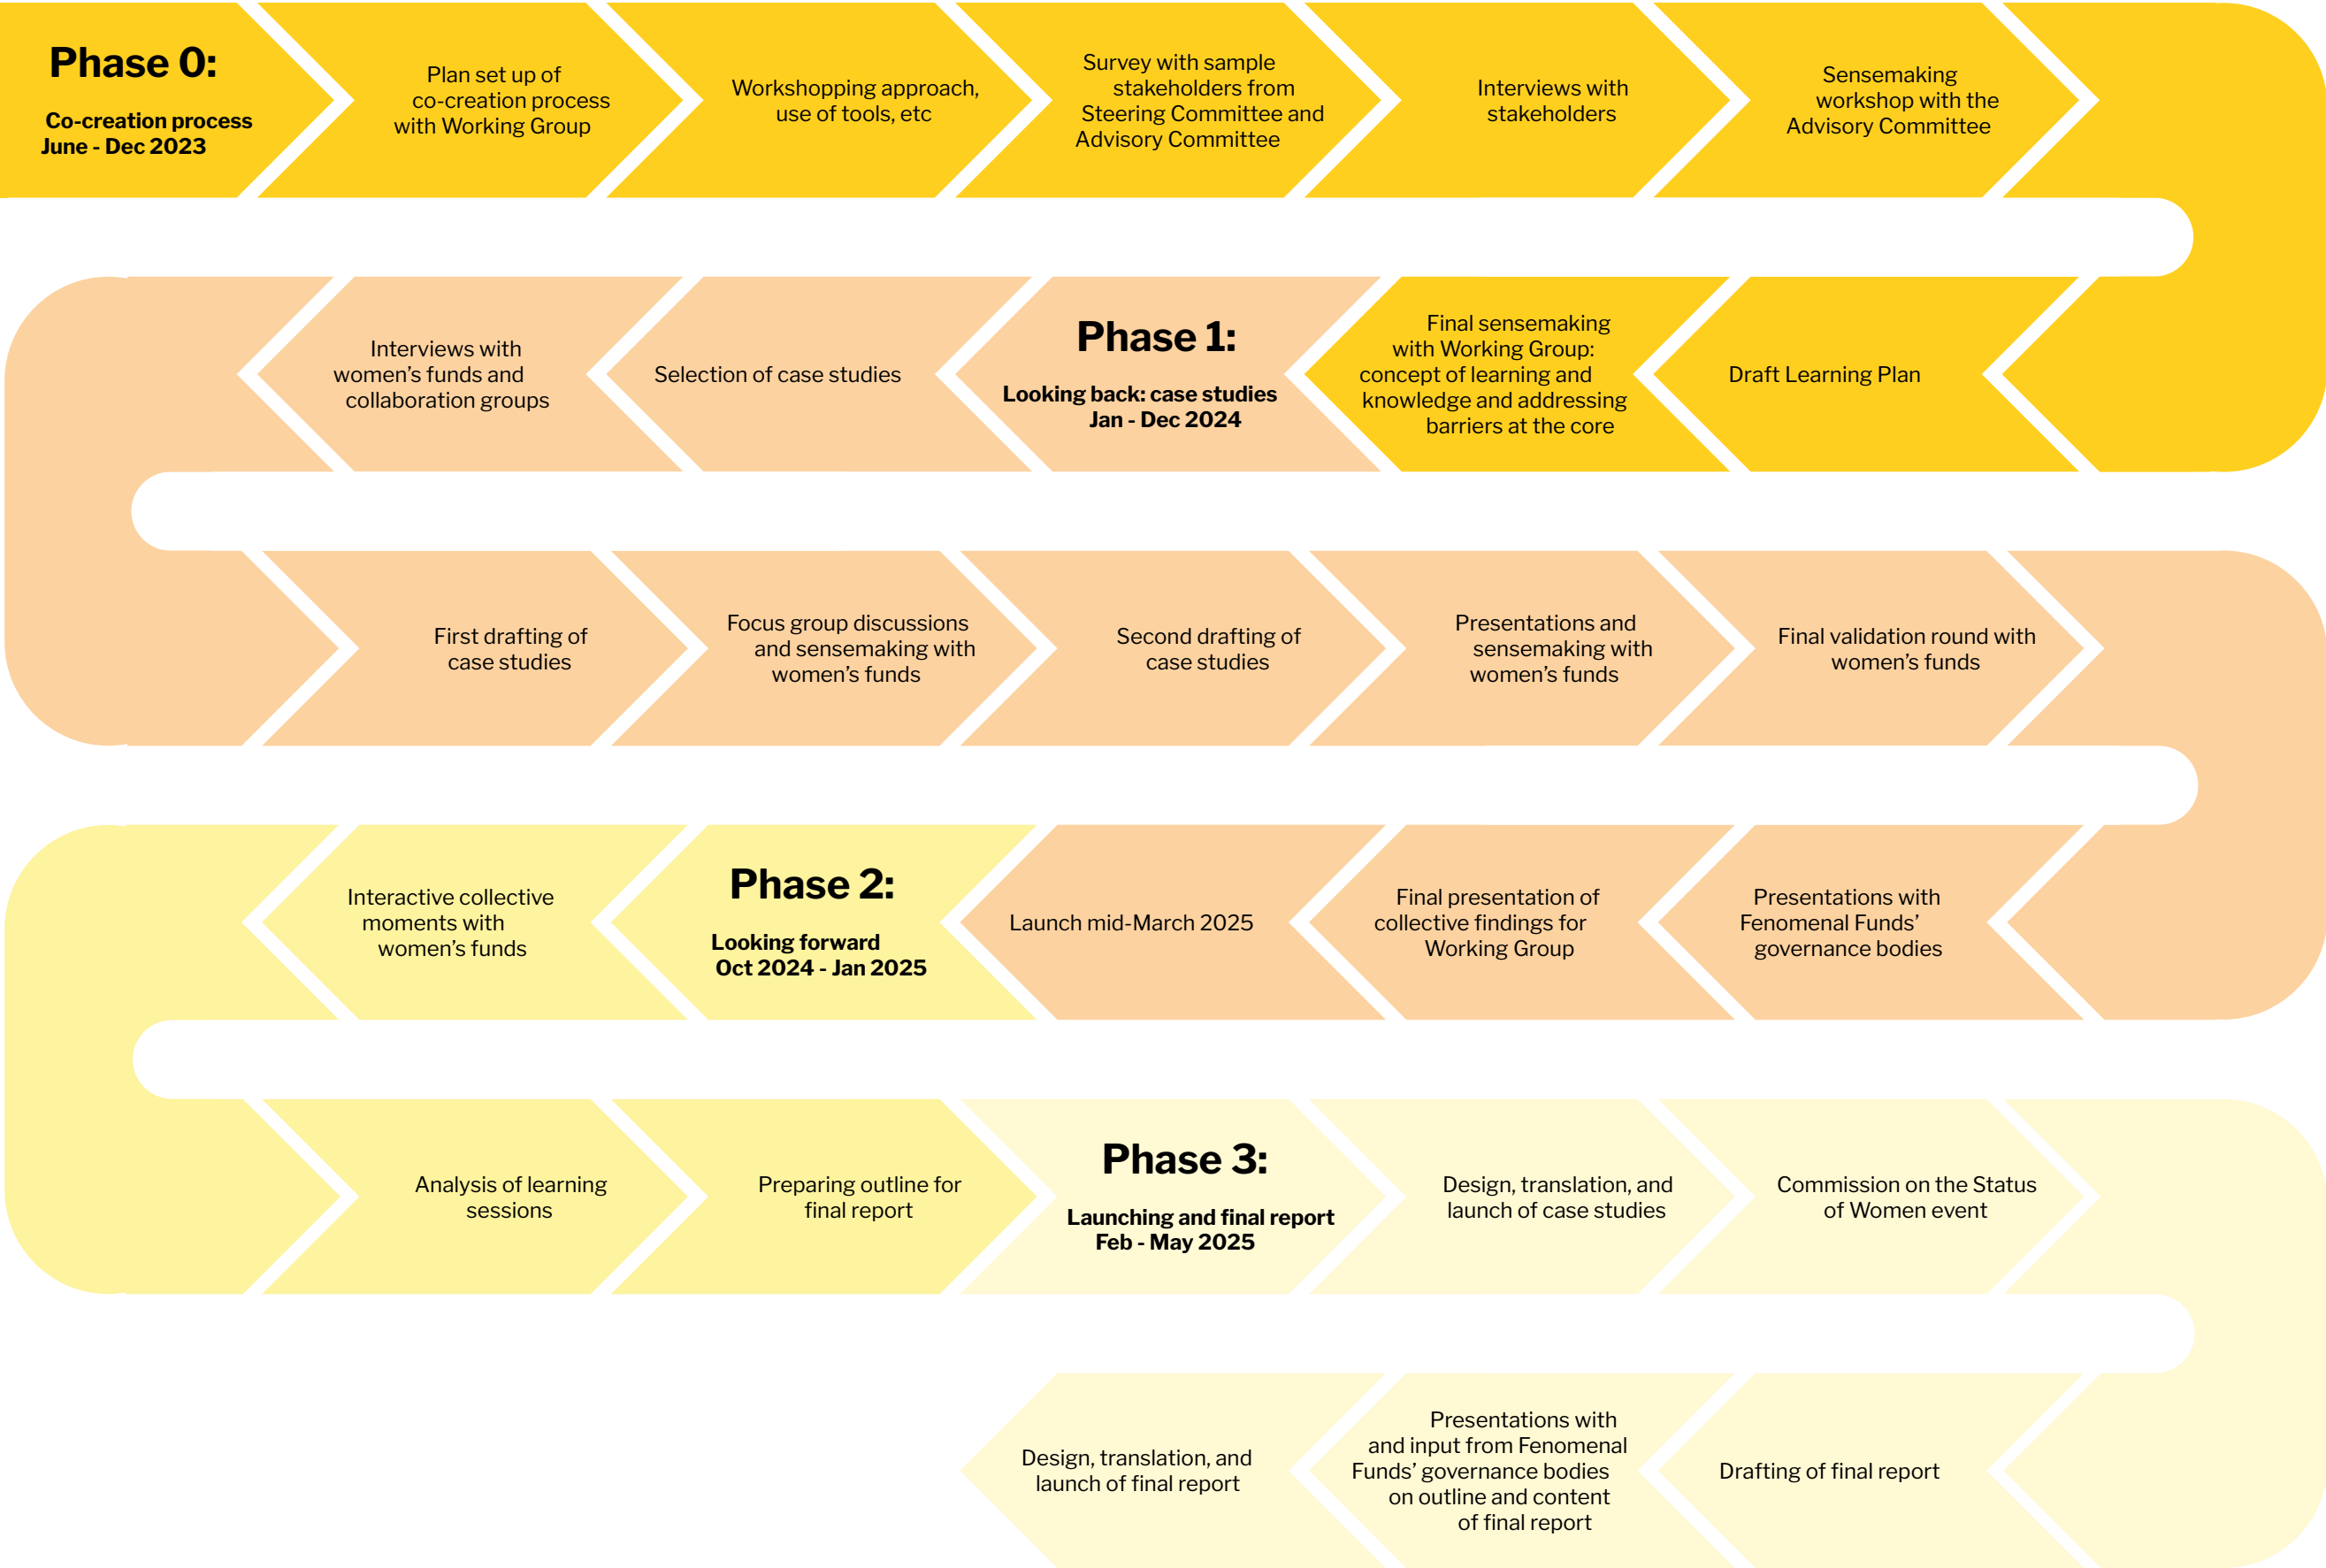 Phase 0:
Co-creation process
June - Dec 2023
Plan set up of
co-creation process
with Working Group
Workshopping approach,
use of tools, etc
Survey with sample
stakeholders from
Steering Committee and
Advisory Committee
Interviews with
stakeholders
Sensemaking
workshop with the
Advisory Committee
Draft Learning Plan
Final sensemaking
with Working Group:
concept of learning and
knowledge and addressing
barriers at the core
Phase 1:
Looking back: case studies
Jan - Dec 2024
Selection of case studies
Interviews with
women’s funds and
collaboration groups
First drafting of
case studies
Focus group discussions
and sensemaking with
women’s funds
Second drafting of
case studies
Presentations and
sensemaking with
women’s funds
Final validation round with
women’s funds
Presentations with
Fenomenal Funds’
governance bodies
Final presentation of
collective findings for
Working Group
Launch mid-March 2025
Phase 2:
Looking forward
Oct 2024 - Jan 2025
Interactive collective
moments with
women’s funds
Analysis of learning
sessions
Preparing outline for
final report
Phase 3:
Launching and final report
Feb - May 2025
Design, translation, and
launch of case studies
Commission on the Status
of Women event
Drafting of final report
Presentations with
and input from Fenomenal
Funds’ governance bodies
on outline and content
of final report
Design, translation, and
launch of final report